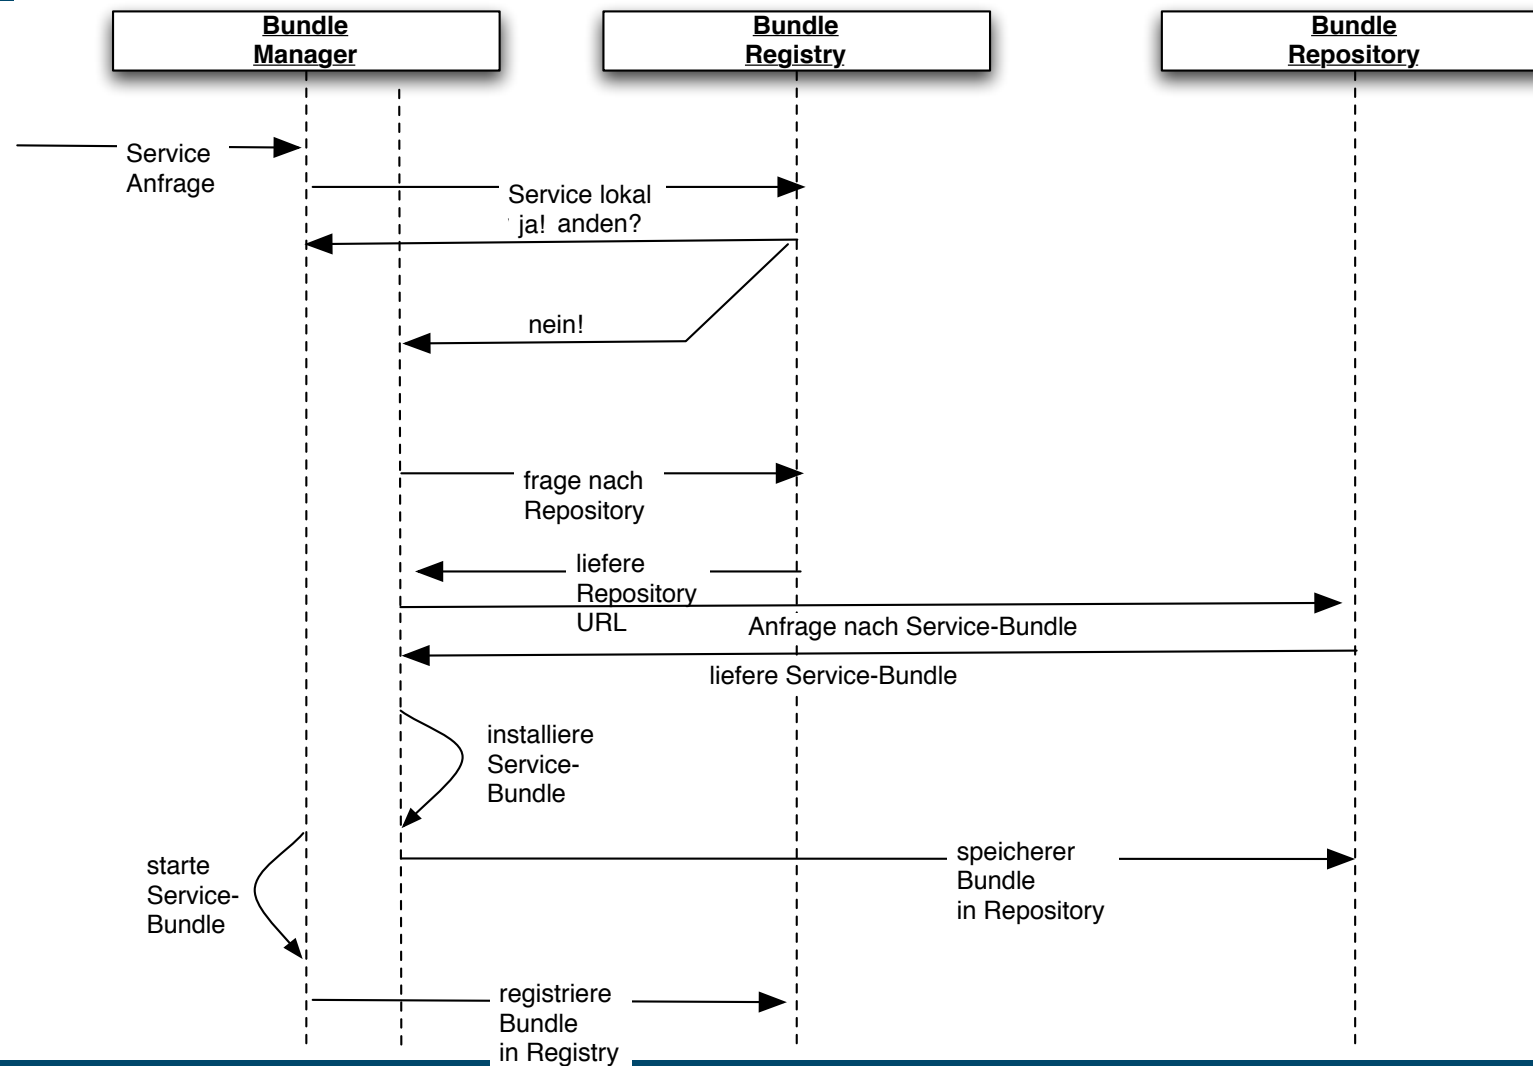 Bundle
Manager
Bundle
Registry
Bundle
Repository
Service
Anfrage
Service lokal
ja! anden?
nein!
frage nach
Repository
liefere
Repository
URL
Anfrage nach Service-Bundle
liefere Service-Bundle
installiere
Service-
Bundle
starte
Service-
Bundle
speicherer
Bundle
in Repository
registriere
Bundle
in Registry